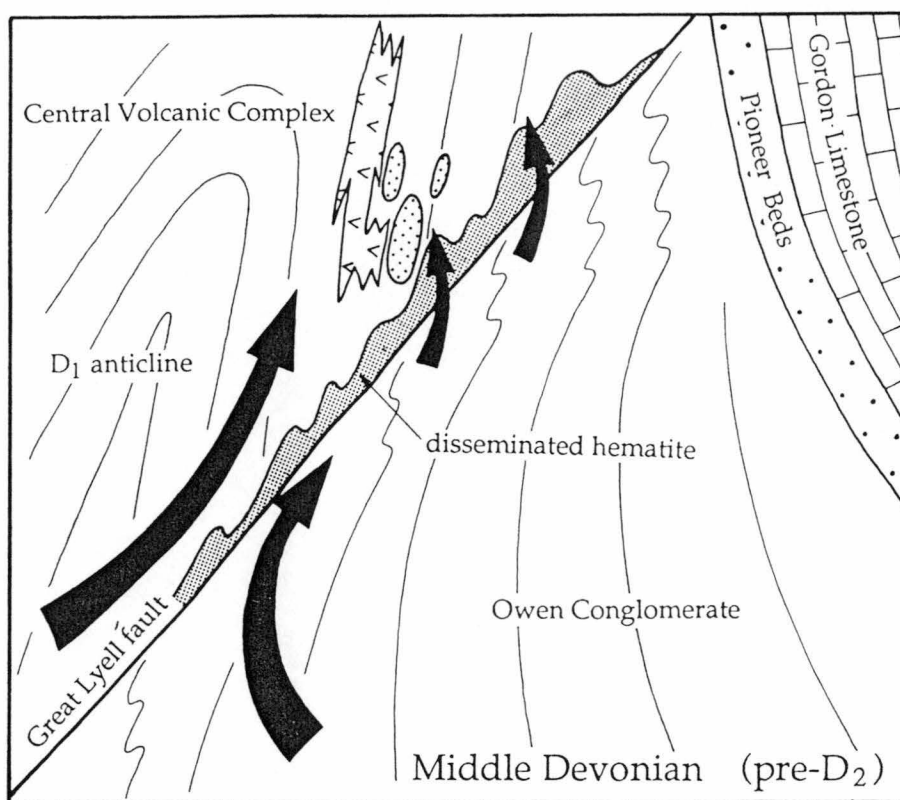 Central Volcanic Complex
Pioneer Beds
Gordon Limestone
D₁ anticline
disseminated hematite
Great Lyell fault
Owen Conglomerate
Middle Devonian (pre-D₂)